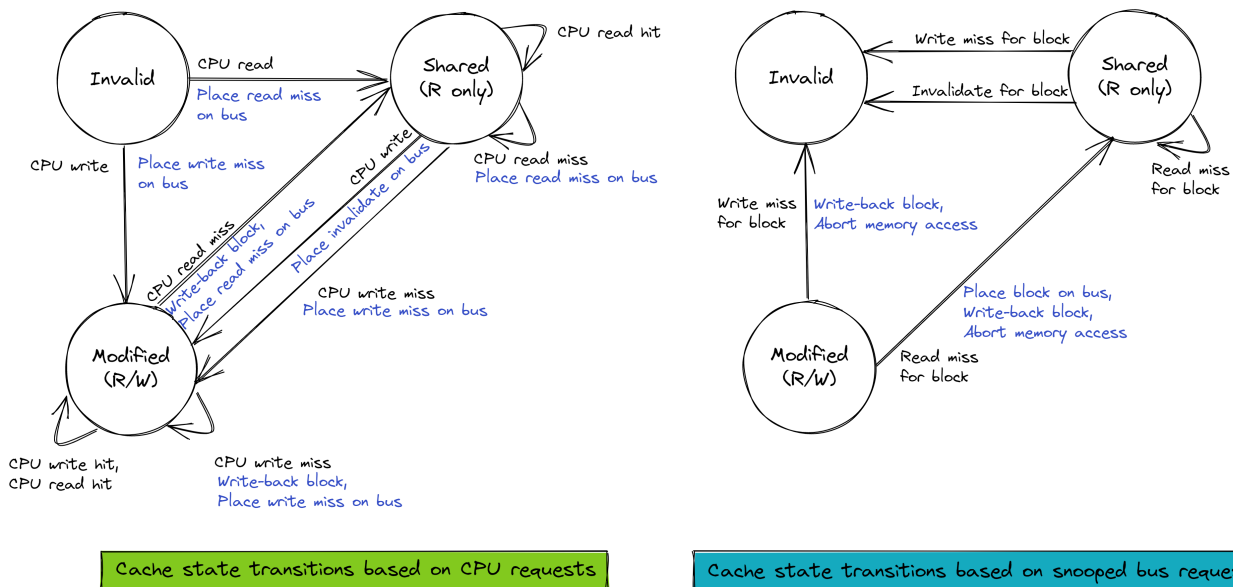 Invalid
CPU read
Place read miss
on bus
Shared
(R only)
CPU read hit
CPU write
Place write miss
on bus
CPU read miss
Place read miss on bus
CPU read miss
Write-back block,
Place read miss on bus
CPU write
Place invalidate on bus
CPU write miss
Place write miss on bus
Modified
(R/W)
CPU write hit,
CPU read hit
CPU write miss
Write-back block,
Place write miss on bus
Cache state transitions based on CPU requests
Invalid
Write miss for block
Invalidate for block
Shared
(R only)
Read miss
for block
Write miss
for block
Write-back block,
Abort memory access
Place block on bus,
Write-back block,
Abort memory access
Modified
(R/W)
Read miss
for block
Cache state transitions based on snooped bus reque